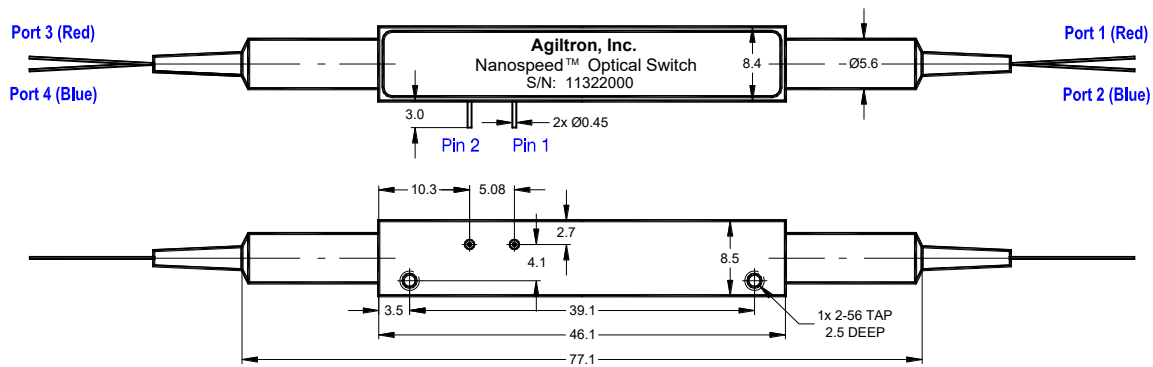 Port 3 (Red)
Port 4 (Blue)
Agiltron, Inc.
Nanospeed™ Optical Switch
S/N: 11322000
8.4
Ø5.6
Port 1 (Red)
Port 2 (Blue)
3.0
2x Ø0.45
Pin 2
Pin 1
10.3
5.08
2.7
4.1
8.5
3.5
39.1
1x 2-56 TAP
2.5 DEEP
46.1
77.1